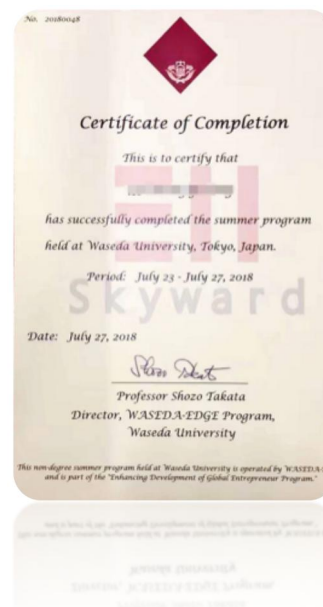 No. 20180048
Certificate of Completion
This is to certify that
has successfully completed the summer program
held at Waseda University, Tokyo, Japan.
Period: July 23 - July 27, 2018
Skyward
Date: July 27, 2018
Shozo Takata
Professor Shozo Takata
Director, WASEDA-EDGE Program,
Waseda University
This non-degree summer program held at Waseda University is operated by WASEDA-
and is part of the "Enhancing Development of Global Entrepreneur Program."